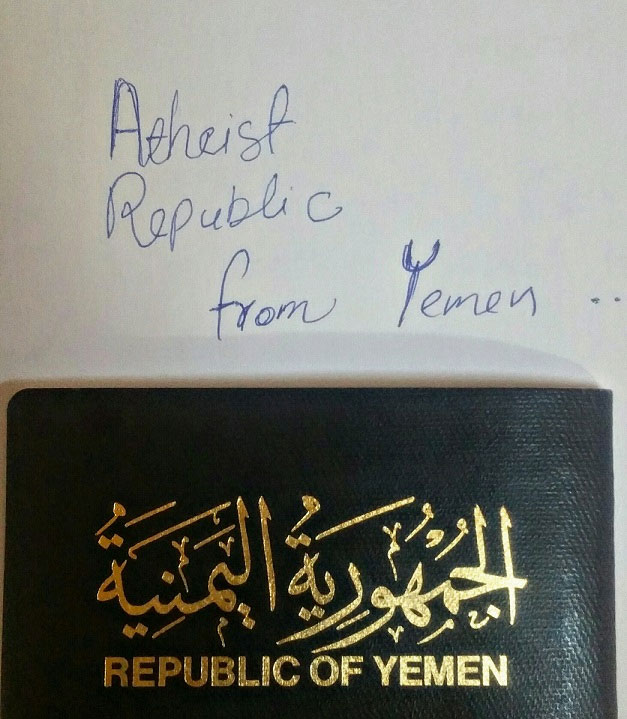 Atheist
Republic
from Yemen ..
الجمهورية اليمنية
REPUBLIC OF YEMEN